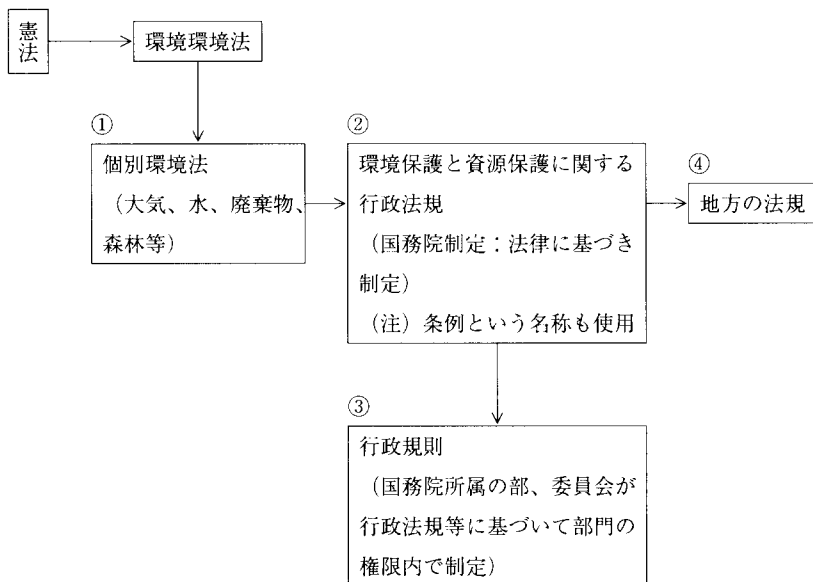 憲法
環境環境法
①
個別環境法
（大気、水、廃棄物、
森林等）
②
環境保護と資源保護に関する
行政法規
（国務院制定：法律に基づき
制定）
（注）条例という名称も使用
④
地方の法規
③
行政規則
（国務院所属の部、委員会が
行政法規等に基づいて部門の
権限内で制定）